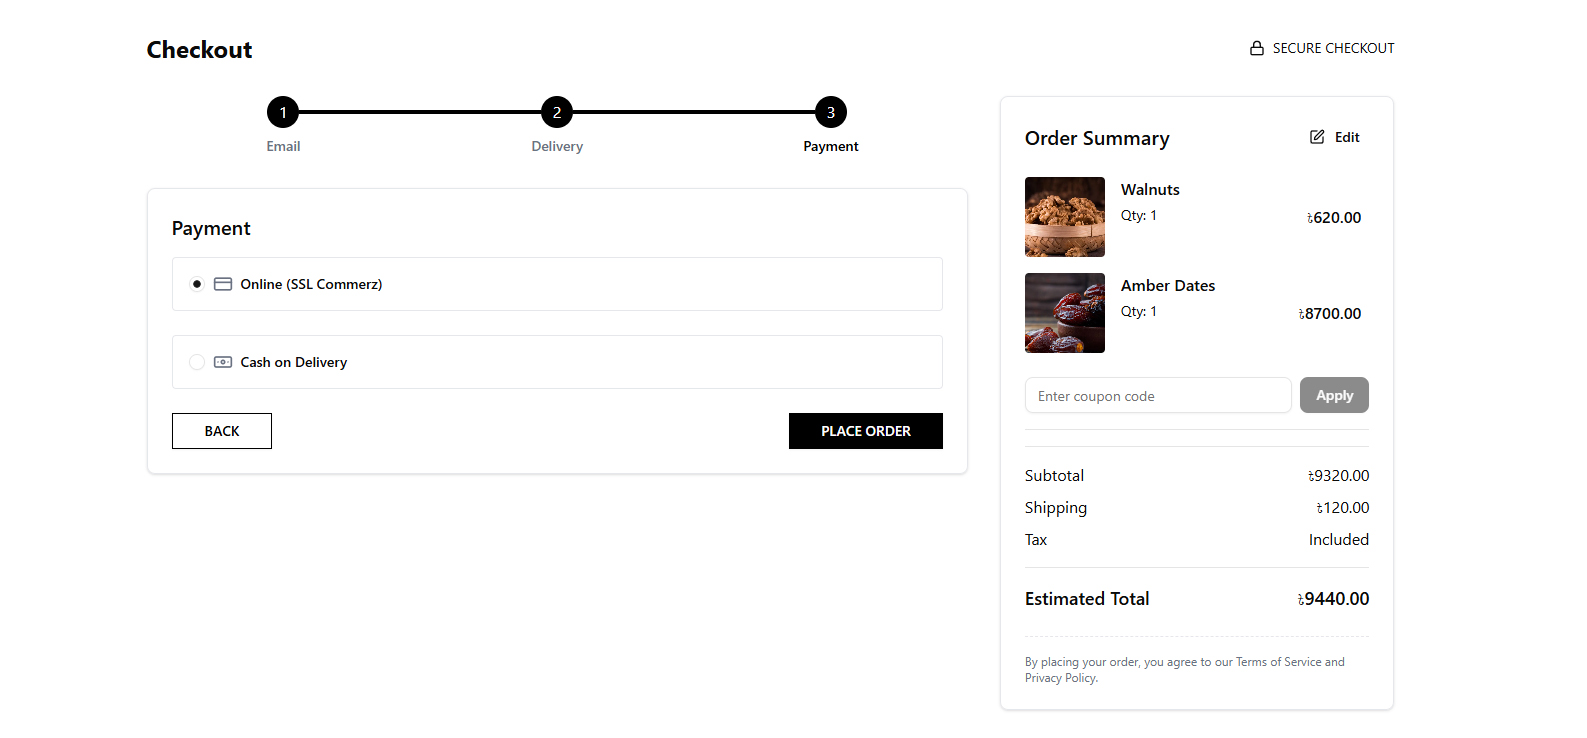 Checkout
SECURE CHECKOUT
1
2
3
Email
Delivery
Payment
Payment
Online (SSL Commerz)
Cash on Delivery
BACK
PLACE ORDER
Order Summary
Edit
Walnuts
Qty: 1
৳620.00
Amber Dates
Qty: 1
৳8700.00
Enter coupon code
Apply
Subtotal
৳9320.00
Shipping
৳120.00
Tax
Included
Estimated Total
৳9440.00
By placing your order, you agree to our Terms of Service and
Privacy Policy.